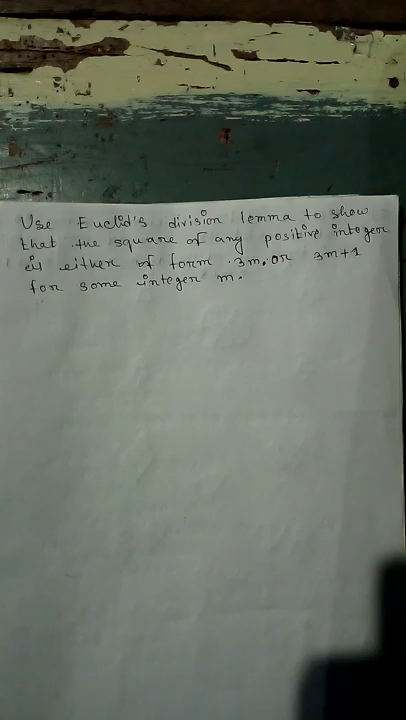 Use Euclid's division lemma to show
that the square of any positive integer
is either of form 3m, or 3m+1
for some integer m.